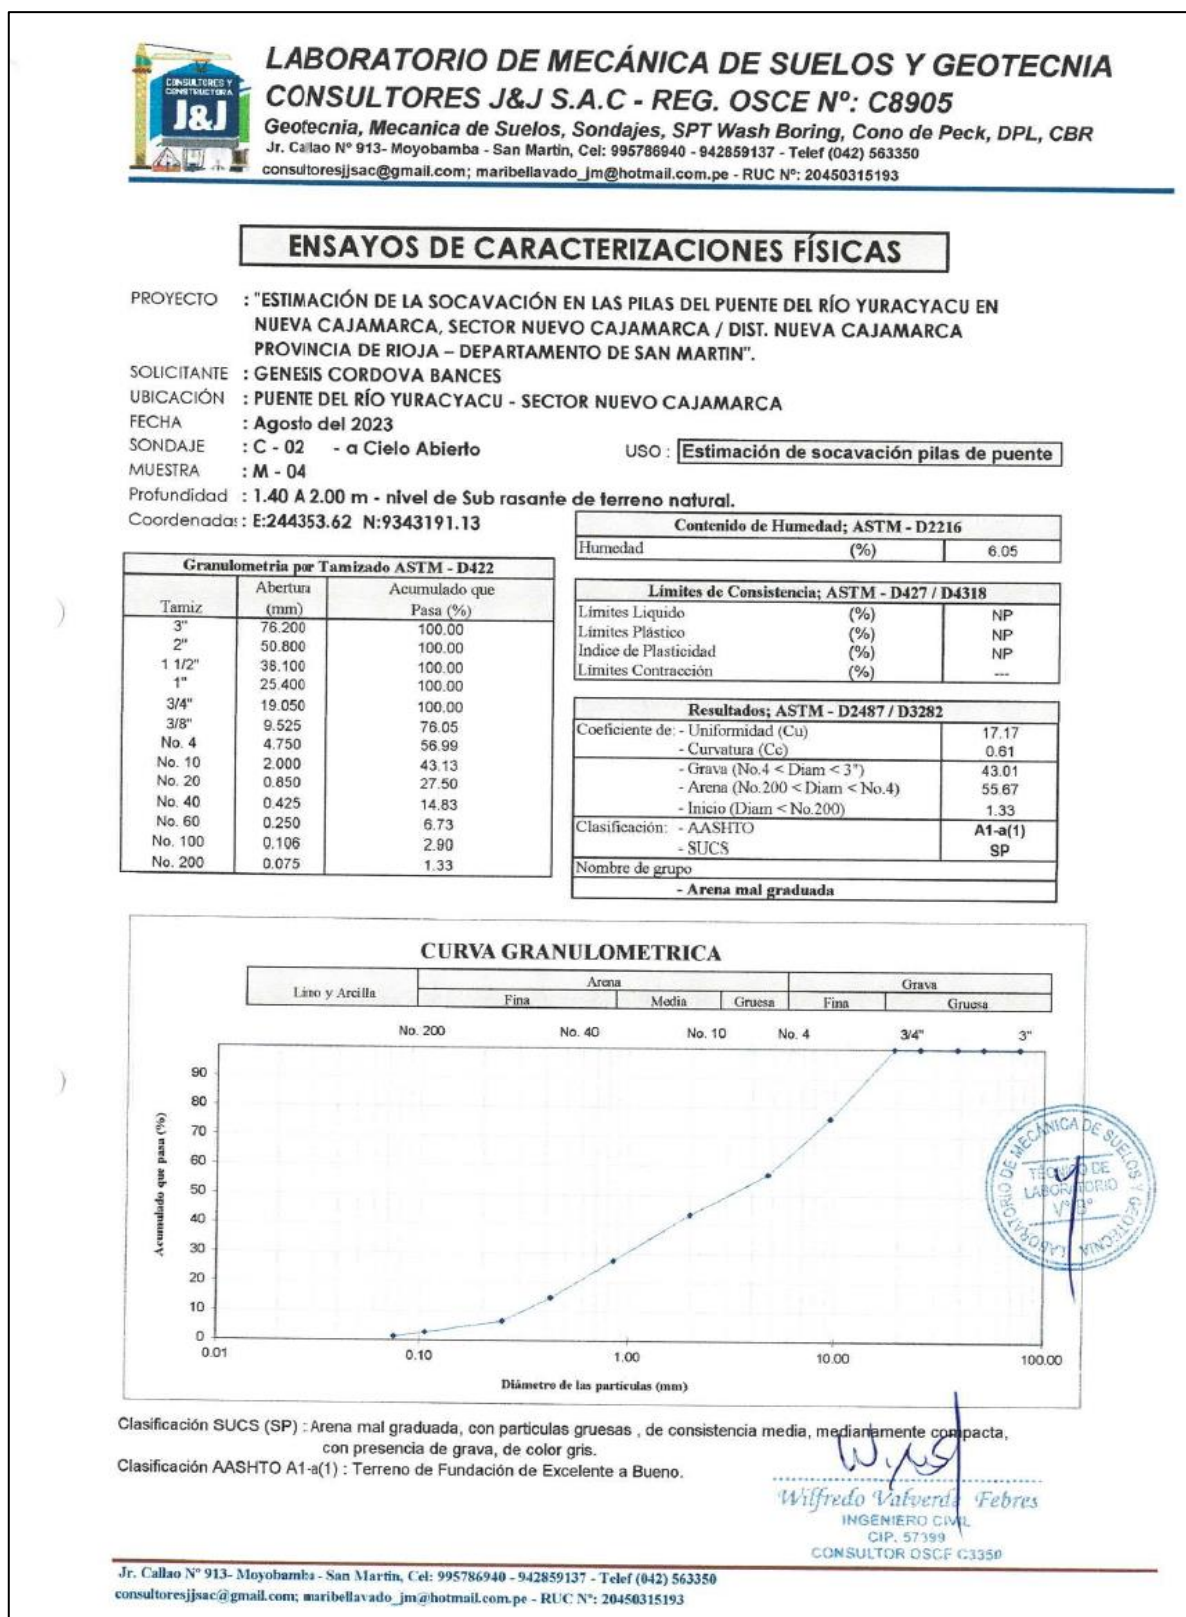 CONSULTORES Y
CONSTRUCTORA
J&J
LABORATORIO DE MECÁNICA DE SUELOS Y GEOTECNIA
CONSULTORES J&J S.A.C - REG. OSCE Nº: C8905
Geotecnia, Mecanica de Suelos, Sondajes, SPT Wash Boring, Cono de Peck, DPL, CBR
Jr. Callao Nº 913- Moyobamba - San Martin, Cel: 995786940 - 942859137 - Telef (042) 563350
consultoresjjsac@gmail.com; maribellavado_jm@hotmail.com.pe - RUC Nº: 20450315193
ENSAYOS DE CARACTERIZACIONES FÍSICAS
PROYECTO : "ESTIMACIÓN DE LA SOCAVACIÓN EN LAS PILAS DEL PUENTE DEL RÍO YURACYACU EN
NUEVA CAJAMARCA, SECTOR NUEVO CAJAMARCA / DIST. NUEVA CAJAMARCA
PROVINCIA DE RIOJA – DEPARTAMENTO DE SAN MARTIN".
SOLICITANTE : GENESIS CORDOVA BANCES
UBICACIÓN : PUENTE DEL RÍO YURACYACU - SECTOR NUEVO CAJAMARCA
FECHA : Agosto del 2023
SONDAJE : C - 02 - a Cielo Abierto USO : Estimación de socavación pilas de puente
MUESTRA : M - 04
Profundidad : 1.40 A 2.00 m - nivel de Sub rasante de terreno natural.
Coordenadas: E:244353.62 N:9343191.13
Granulometria por Tamizado ASTM - D422
Abertura Acumulado que
Tamiz (mm) Pasa (%)
3" 76.200 100.00
2" 50.800 100.00
1 1/2" 38.100 100.00
1" 25.400 100.00
3/4" 19.050 100.00
3/8" 9.525 76.05
No. 4 4.750 56.99
No. 10 2.000 43.13
No. 20 0.850 27.50
No. 40 0.425 14.83
No. 60 0.250 6.73
No. 100 0.106 2.90
No. 200 0.075 1.33
Contenido de Humedad; ASTM - D2216
Humedad (%) 6.05
Límites de Consistencia; ASTM - D427 / D4318
Límites Liquido (%) NP
Límites Plástico (%) NP
Indice de Plasticidad (%) NP
Límites Contracción (%) ---
Resultados; ASTM - D2487 / D3282
Coeficiente de: - Uniformidad (Cu) 17.17
- Curvatura (Cc) 0.61
- Grava (No.4 < Diam < 3") 43.01
- Arena (No.200 < Diam < No.4) 55.67
- Inicio (Diam < No.200) 1.33
Clasificación: - AASHTO A1-a(1)
- SUCS SP
Nombre de grupo
- Arena mal graduada
CURVA GRANULOMETRICA
Limo y Arcilla Arena Grava
Fina Media Gruesa Fina Gruesa
No. 200 No. 40 No. 10 No. 4 3/4" 3"
Acumulado que pasa (%)
90
80
70
60
50
40
30
20
10
0
0.01 0.10 1.00 10.00 100.00
Diámetro de las partículas (mm)
LABORATORIO DE MECÁNICA DE SUELOS Y GEOTECNIA
TÉCNICO DE
LABORATORIO
V°B°
Clasificación SUCS (SP) : Arena mal graduada, con particulas gruesas , de consistencia media, medianamente compacta,
con presencia de grava, de color gris.
Clasificación AASHTO A1-a(1) : Terreno de Fundación de Excelente a Bueno.
Wilfredo Valverde Febres
INGENIERO CIVIL
CIP. 57399
CONSULTOR OSCE C3350
Jr. Callao Nº 913- Moyobamba - San Martin, Cel: 995786940 - 942859137 - Telef (042) 563350
consultoresjjsac@gmail.com; maribellavado_jm@hotmail.com.pe - RUC Nº: 20450315193